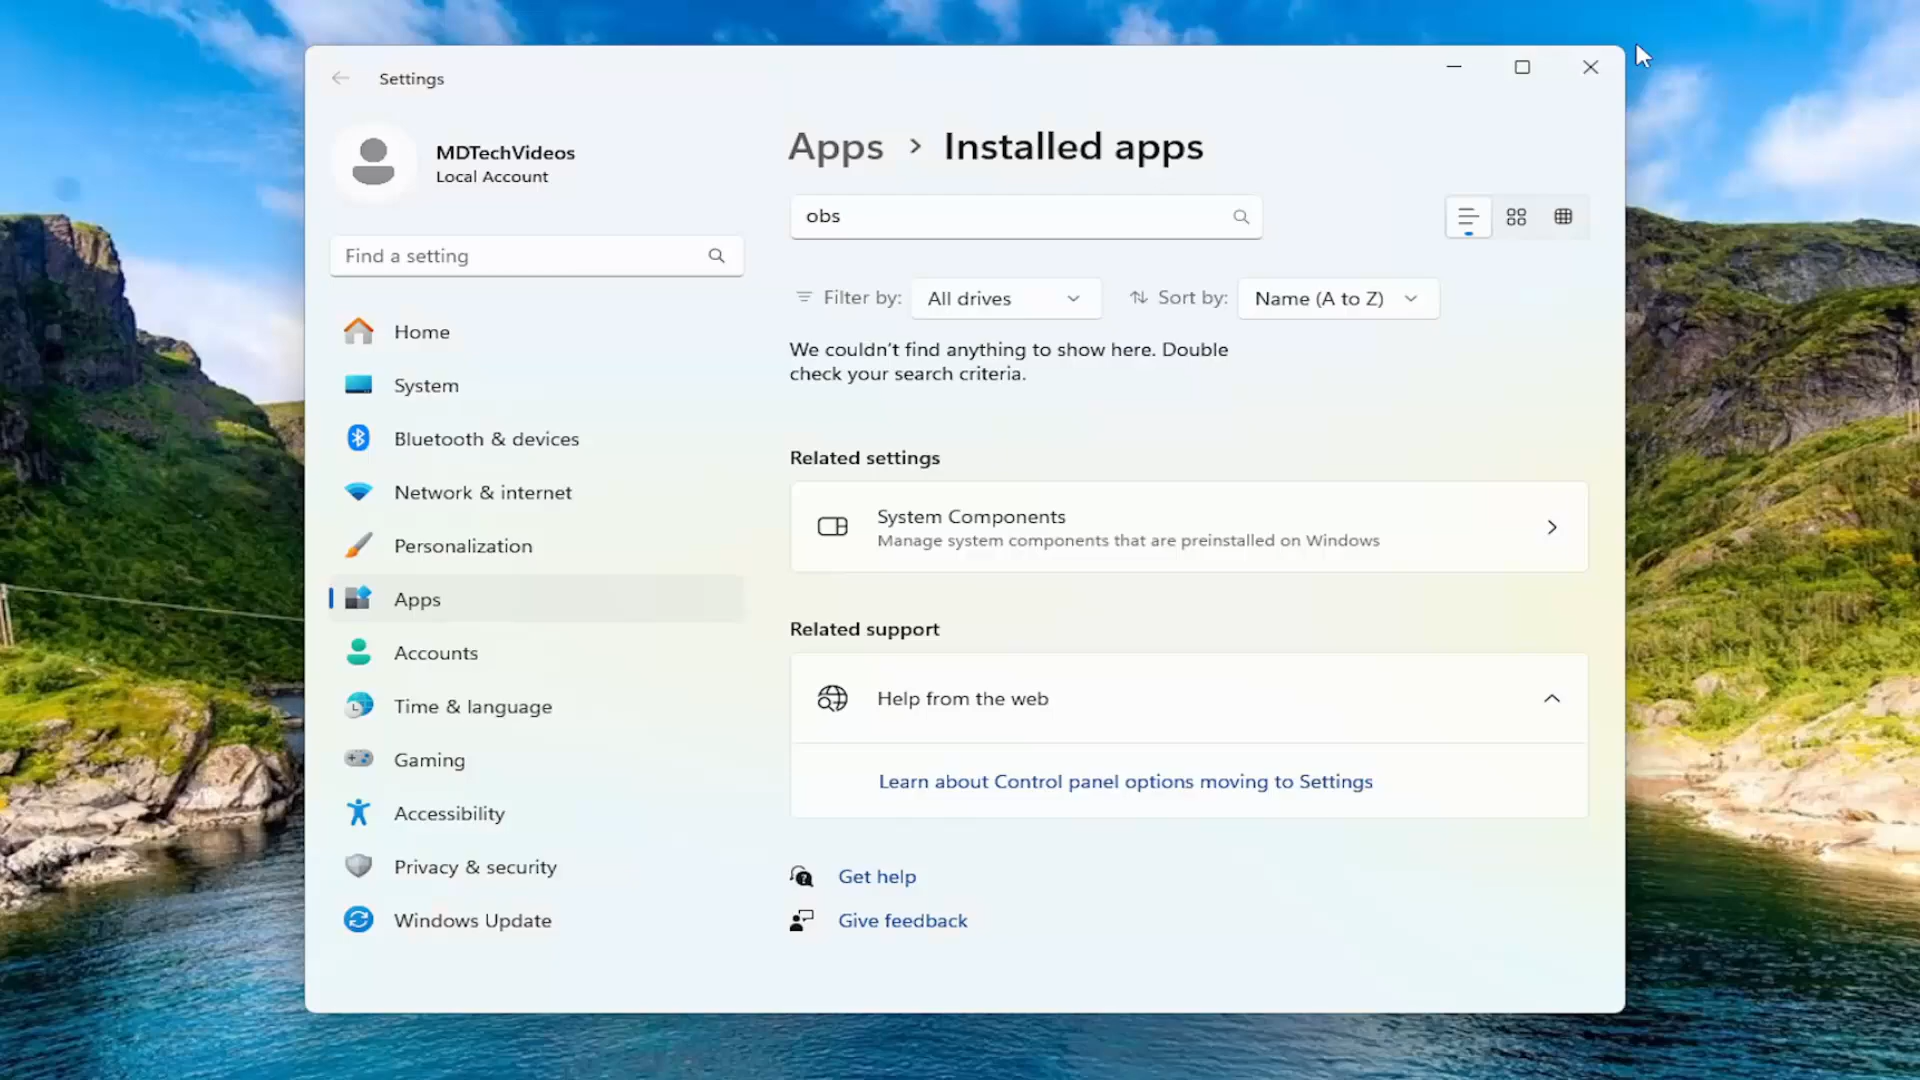 Settings
MDTechVideos
Local Account
Find a setting
Home
System
Bluetooth & devices
Network & internet
Personalization
Apps
Accounts
Time & language
Gaming
Accessibility
Privacy & security
Windows Update
Apps > Installed apps
obs
Filter by: All drives Sort by: Name (A to Z)
We couldn't find anything to show here. Double
check your search criteria.
Related settings
System Components
Manage system components that are preinstalled on Windows
Related support
Help from the web
Learn about Control panel options moving to Settings
Get help
Give feedback